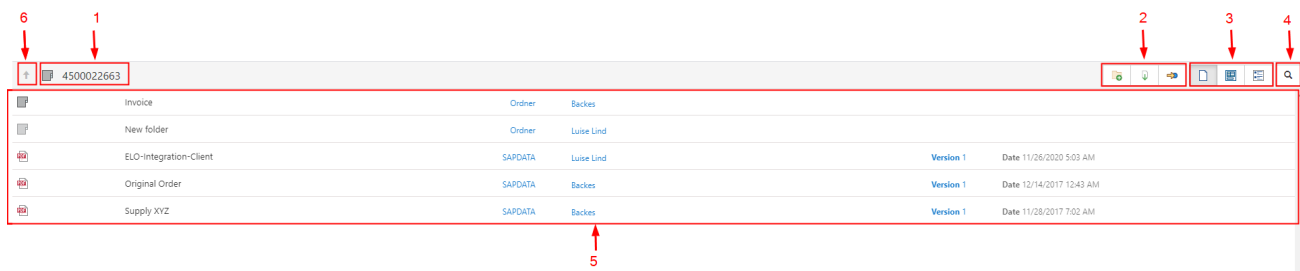 6 1 2 3 4
4500022663
Invoice Ordner Backes
New folder Ordner Luise Lind
ELO-Integration-Client SAPDATA Luise Lind Version 1 Date 11/26/2020 5:03 AM
Original Order SAPDATA Backes Version 1 Date 12/14/2017 12:43 AM
Supply XYZ SAPDATA Backes Version 1 Date 11/28/2017 7:02 AM
5